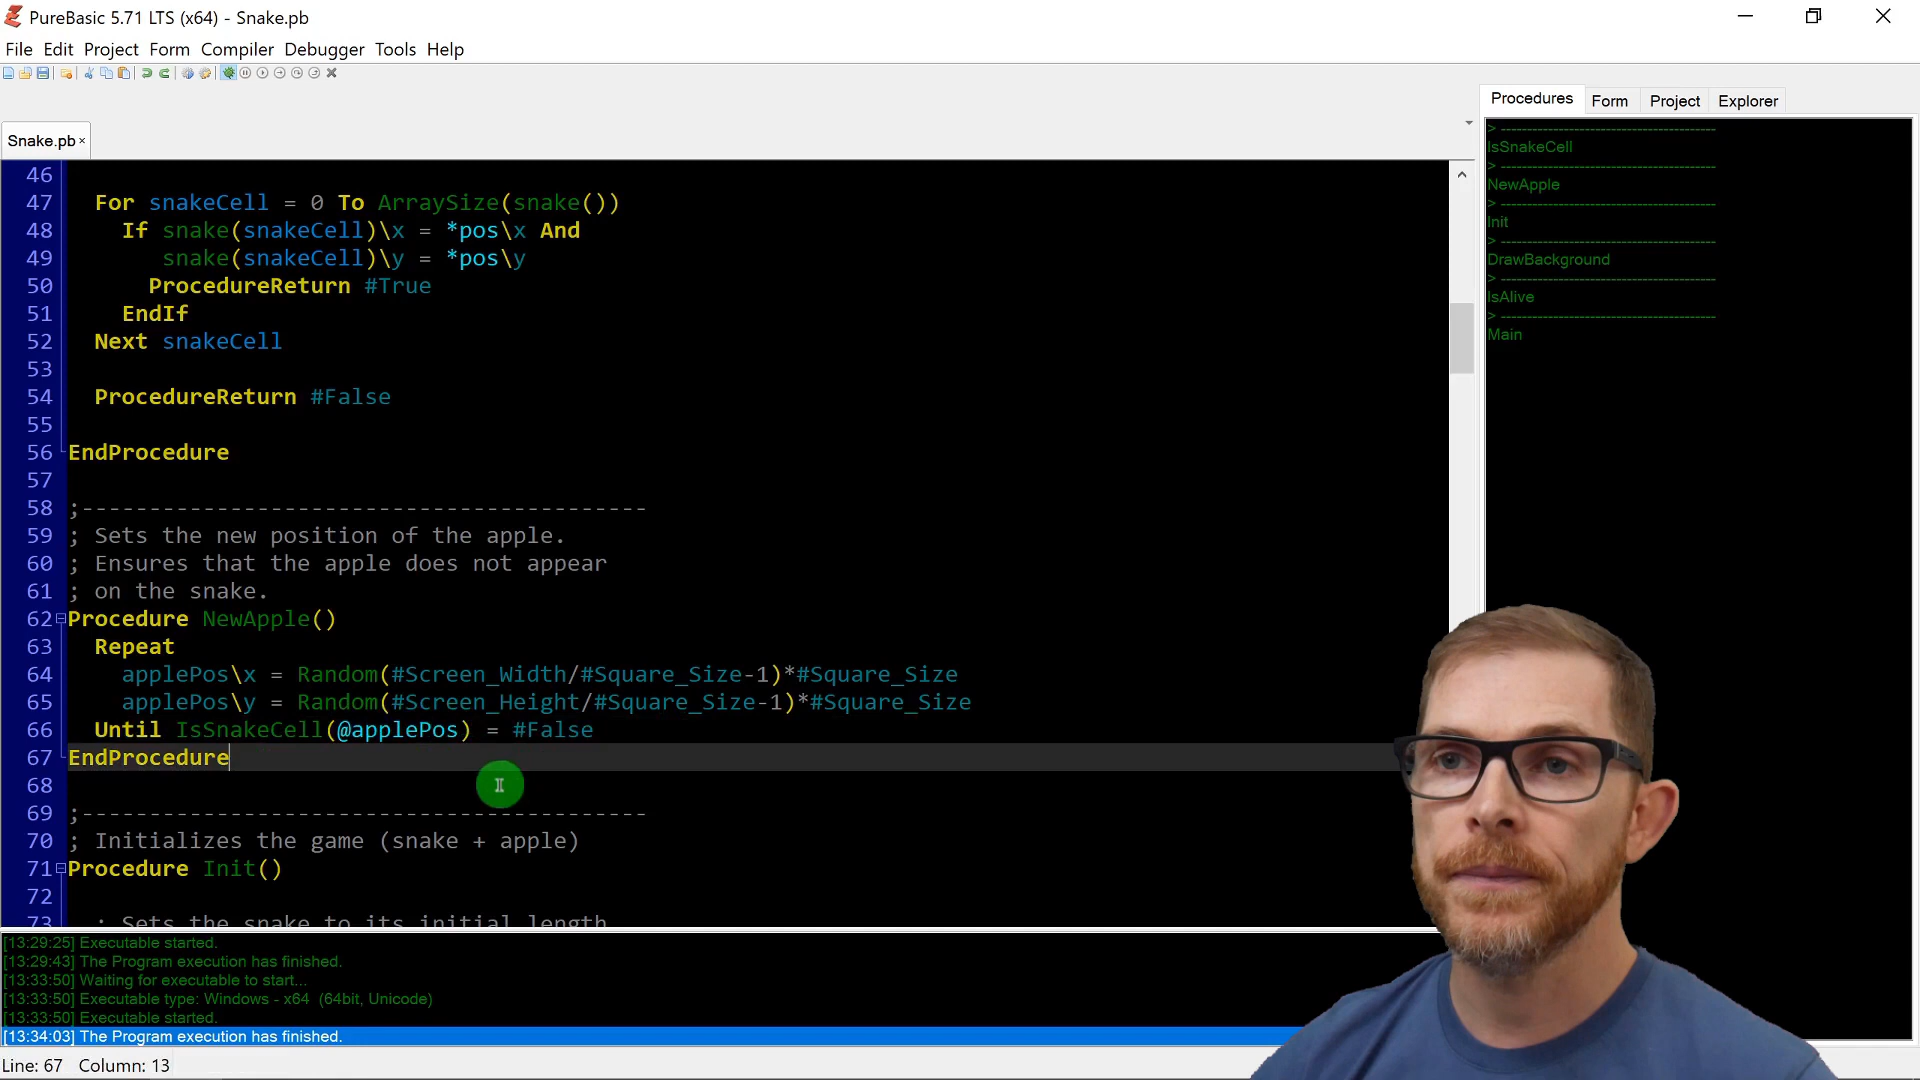 PureBasic 5.71 LTS (x64) - Snake.pb
File Edit Project Form Compiler Debugger Tools Help
Procedures Form Project Explorer
Snake.pb
46
47 For snakeCell = 0 To ArraySize(snake())
48 If snake(snakeCell)\x = *pos\x And
49 snake(snakeCell)\y = *pos\y
50 ProcedureReturn #True
51 EndIf
52 Next snakeCell
53
54 ProcedureReturn #False
55
56 EndProcedure
57
58 ;------------------------------------------
59 ; Sets the new position of the apple.
60 ; Ensures that the apple does not appear
61 ; on the snake.
62 Procedure NewApple()
63 Repeat
64 applePos\x = Random(#Screen_Width/#Square_Size-1)*#Square_Size
65 applePos\y = Random(#Screen_Height/#Square_Size-1)*#Square_Size
66 Until IsSnakeCell(@applePos) = #False
67 EndProcedure
68
69 ;------------------------------------------
70 ; Initializes the game (snake + apple)
71 Procedure Init()
72
73 ; Sets the snake to its initial length
> ------------------------------------------
IsSnakeCell
> ------------------------------------------
NewApple
> ------------------------------------------
Init
> ------------------------------------------
DrawBackground
> ------------------------------------------
IsAlive
> ------------------------------------------
Main
[13:29:25] Executable started.
[13:29:43] The Program execution has finished.
[13:33:50] Waiting for executable to start...
[13:33:50] Executable type: Windows - x64 (64bit, Unicode)
[13:33:50] Executable started.
[13:34:03] The Program execution has finished.
Line: 67 Column: 13